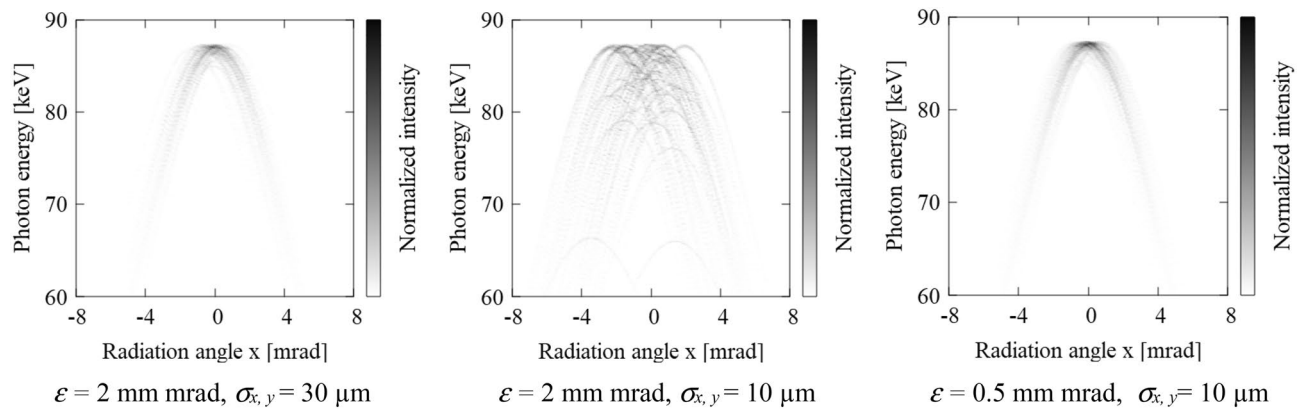 90
80
70
60
Photon energy [keV]
-8 -4 0 4 8
Radiation angle x [mrad]
Normalized intensity
ε = 2 mm mrad, σx, y = 30 μm
90
80
70
60
Photon energy [keV]
-8 -4 0 4 8
Radiation angle x [mrad]
Normalized intensity
ε = 2 mm mrad, σx, y = 10 μm
90
80
70
60
Photon energy [keV]
-8 -4 0 4 8
Radiation angle x [mrad]
Normalized intensity
ε = 0.5 mm mrad, σx, y = 10 μm